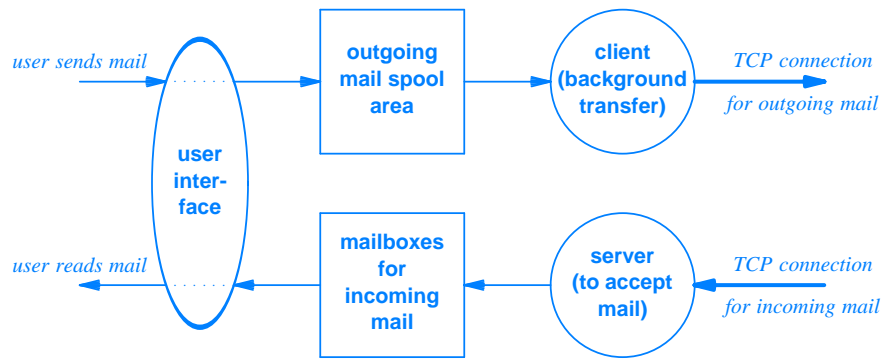 user sends mail
outgoing
mail spool
area
client
(background
transfer)
TCP connection
for outgoing mail
user
inter-
face
user reads mail
mailboxes
for
incoming
mail
server
(to accept
mail)
TCP connection
for incoming mail